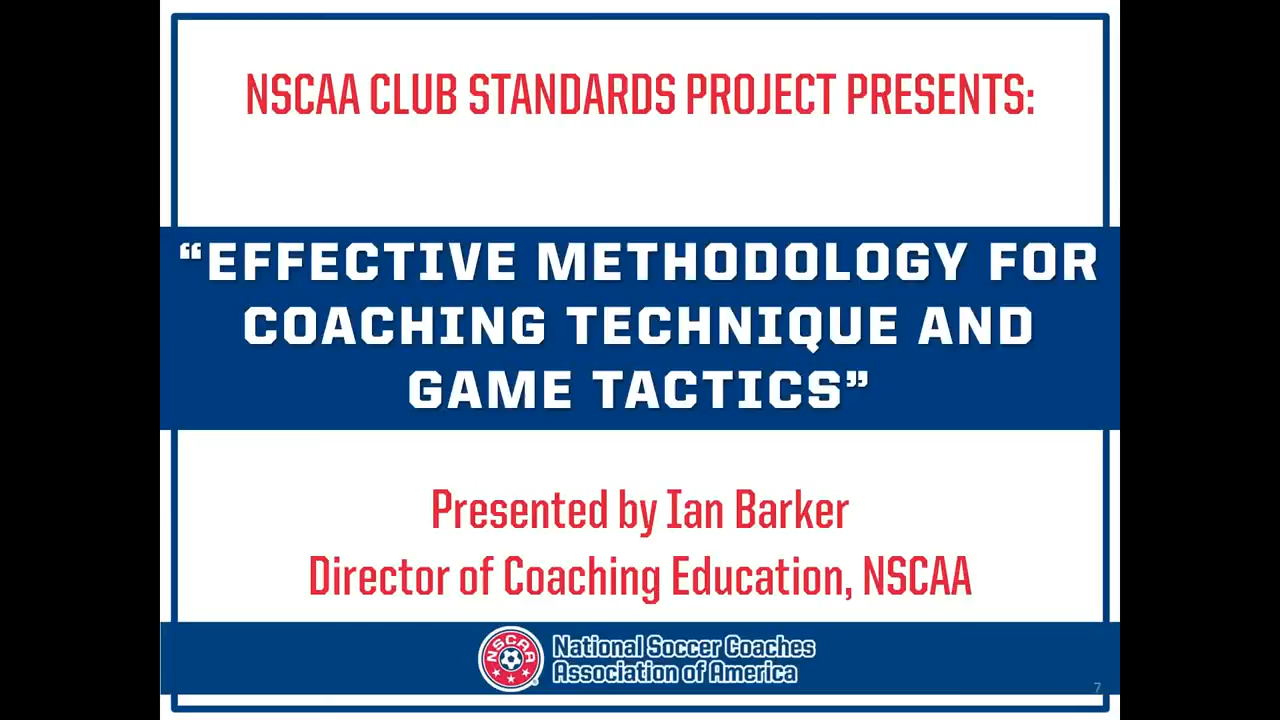 NSCAA CLUB STANDARDS PROJECT PRESENTS:
“EFFECTIVE METHODOLOGY FOR
COACHING TECHNIQUE AND
GAME TACTICS”
Presented by Ian Barker
Director of Coaching Education, NSCAA
NSCAA
National Soccer Coaches
Association of America
7